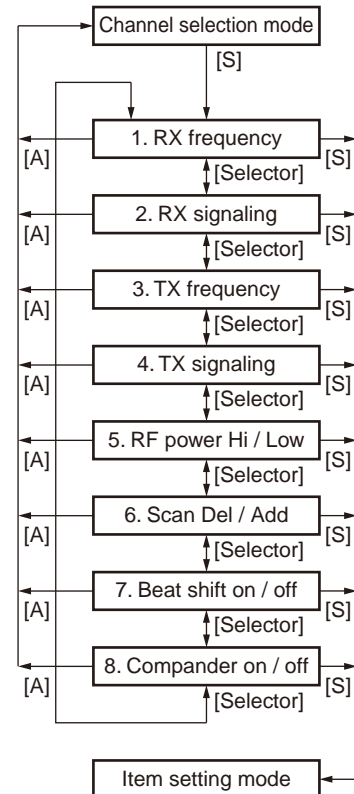 Channel selection mode
[S]
1. RX frequency
[A] [Selector] [S]
2. RX signaling
[A] [Selector] [S]
3. TX frequency
[A] [Selector] [S]
4. TX signaling
[A] [Selector] [S]
5. RF power Hi / Low
[A] [Selector] [S]
6. Scan Del / Add
[A] [Selector] [S]
7. Beat shift on / off
[A] [Selector] [S]
8. Compander on / off
[A] [Selector] [S]
Item setting mode